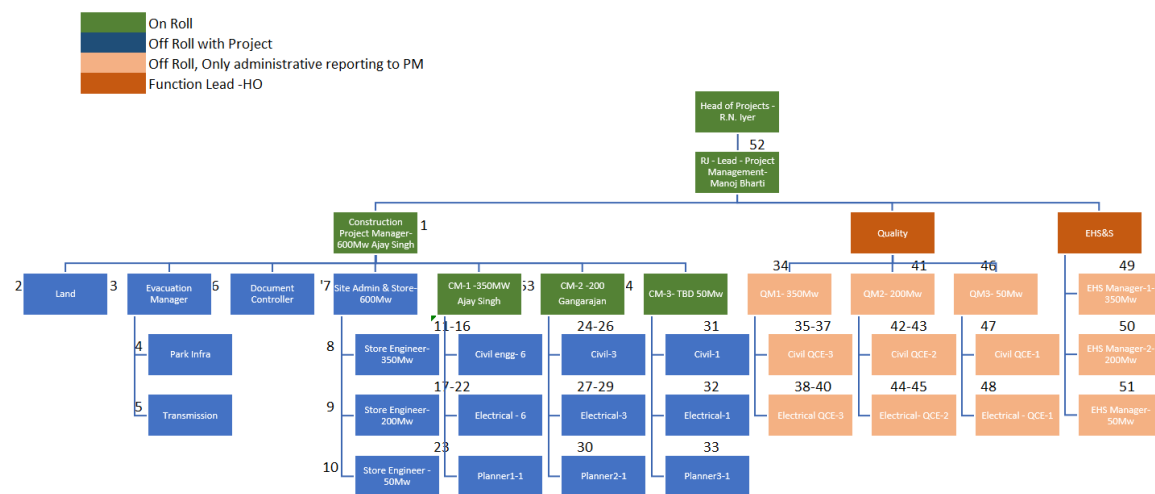 On Roll
Off Roll with Project
Off Roll, Only administrative reporting to PM
Function Lead -HO
Head of Projects -
R.N. Iyer
52
RJ - Lead - Project
Management-
Manoj Bharti
Construction
Project Manager-
600Mw Ajay Singh
1
Quality
EHS&S
2
Land
3
Evacuation
Manager
6
Document
Controller
'7
Site Admin & Store-
600Mw
CM-1 -350MW
Ajay Singh
53
CM-2 -200
Gangarajan
4
CM-3- TBD 50Mw
34
QM1- 350Mw
41
QM2- 200Mw
46
QM3- 50Mw
49
EHS Manager-1-
350Mw
4
Park Infra
8
Store Engineer-
350Mw
11-16
Civil engg- 6
24-26
Civil-3
31
Civil-1
35-37
Civil QCE-3
42-43
Civil QCE-2
47
Civil QCE-1
50
EHS Manager-2-
200Mw
5
Transmission
9
Store Engineer-
200Mw
17-22
Electrical - 6
27-29
Electrical-3
32
Electrical-1
38-40
Electrical QCE-3
44-45
Electrical- QCE-2
48
Electrical - QCE-1
51
EHS Manager-
50Mw
10
Store Engineer -
50Mw
23
Planner1-1
30
Planner2-1
33
Planner3-1